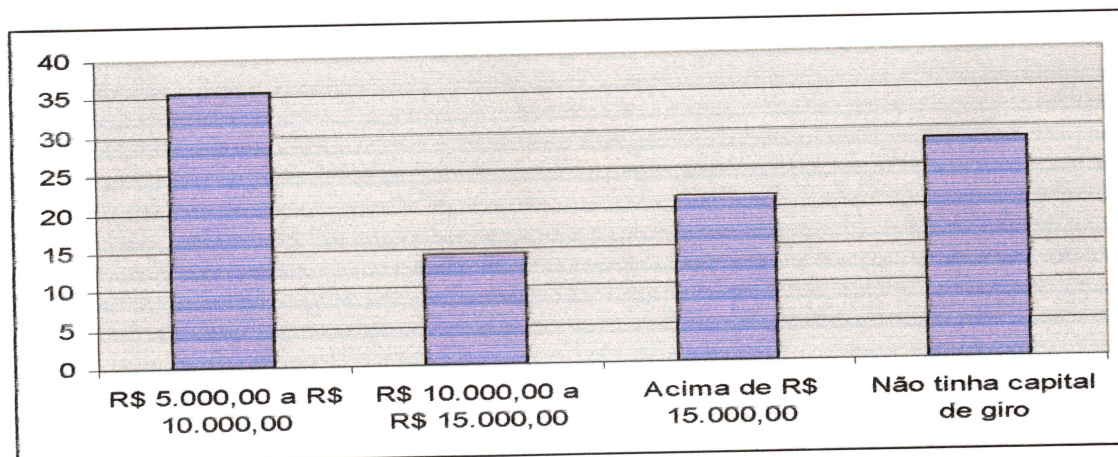 40
35
30
25
20
15
10
5
0
R$ 5.000,00 a R$
10.000,00
R$ 10.000,00 a
R$ 15.000,00
Acima de R$
15.000,00
Não tinha capital
de giro